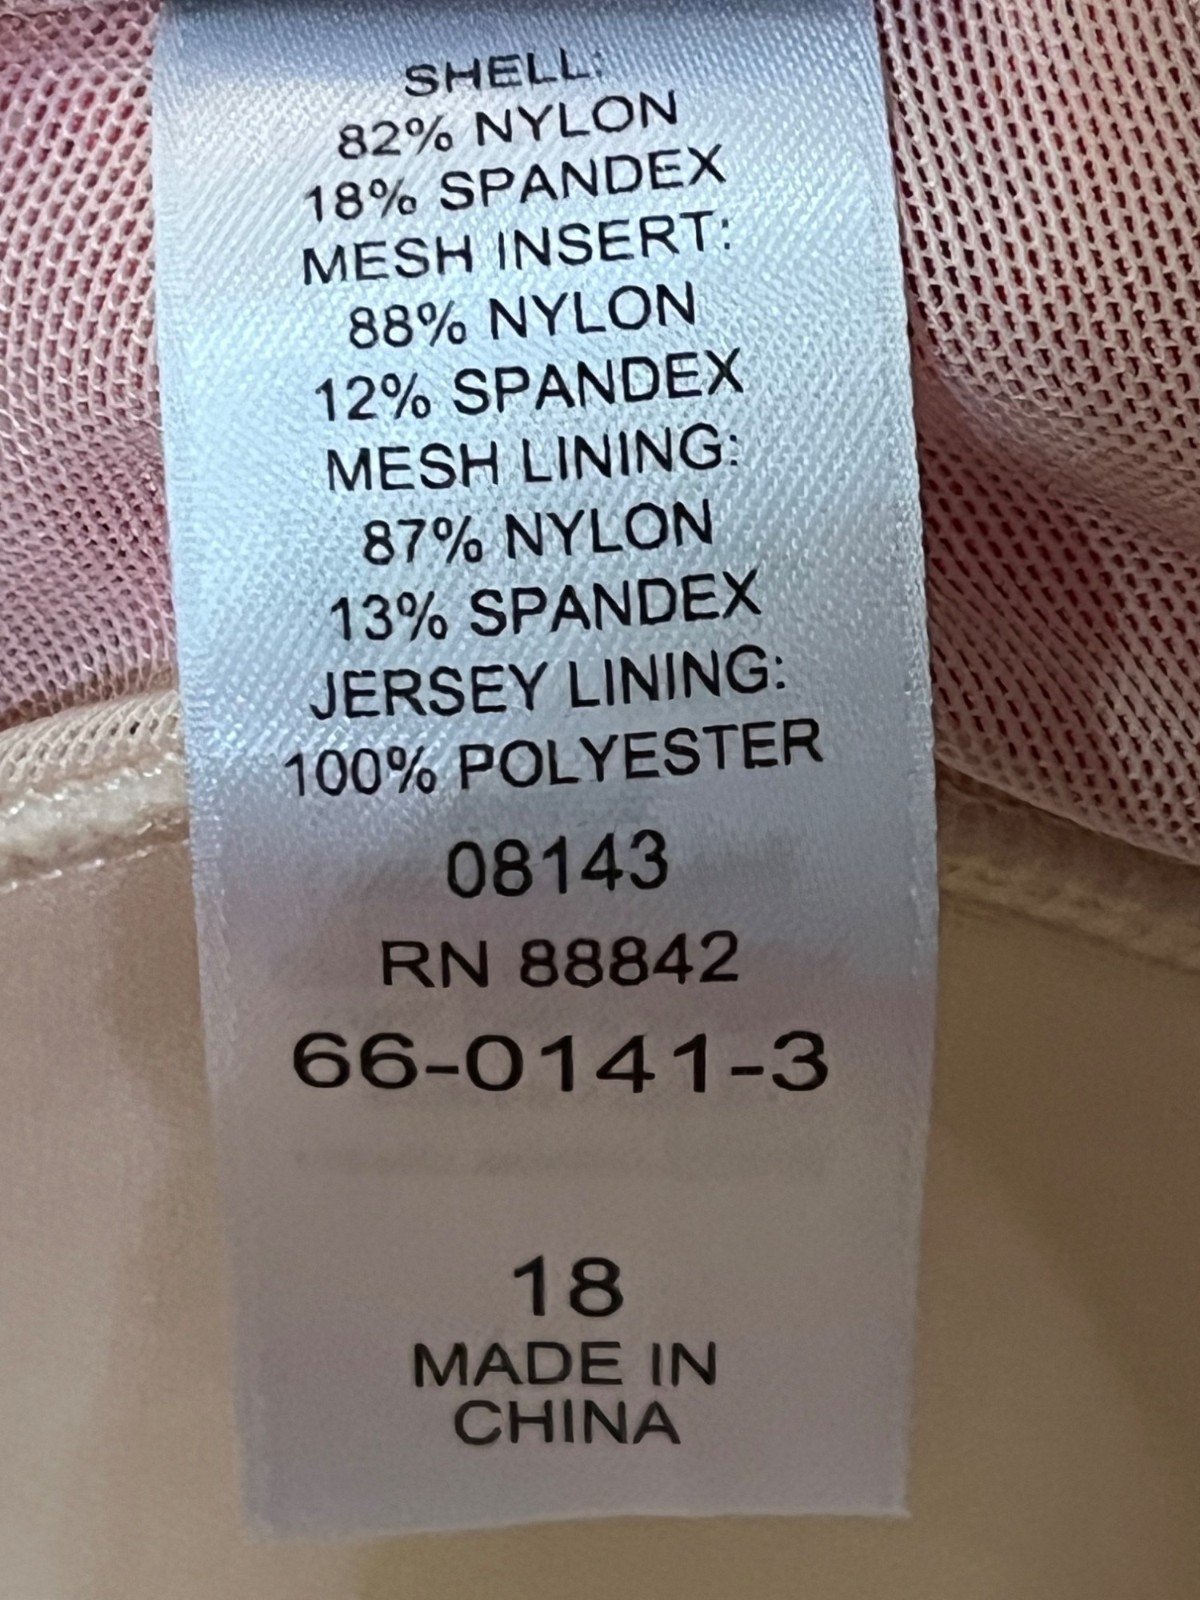 SHELL:
82% NYLON
18% SPANDEX
MESH INSERT:
88% NYLON
12% SPANDEX
MESH LINING:
87% NYLON
13% SPANDEX
JERSEY LINING:
100% POLYESTER
08143
RN 88842
66-0141-3
18
MADE IN
CHINA